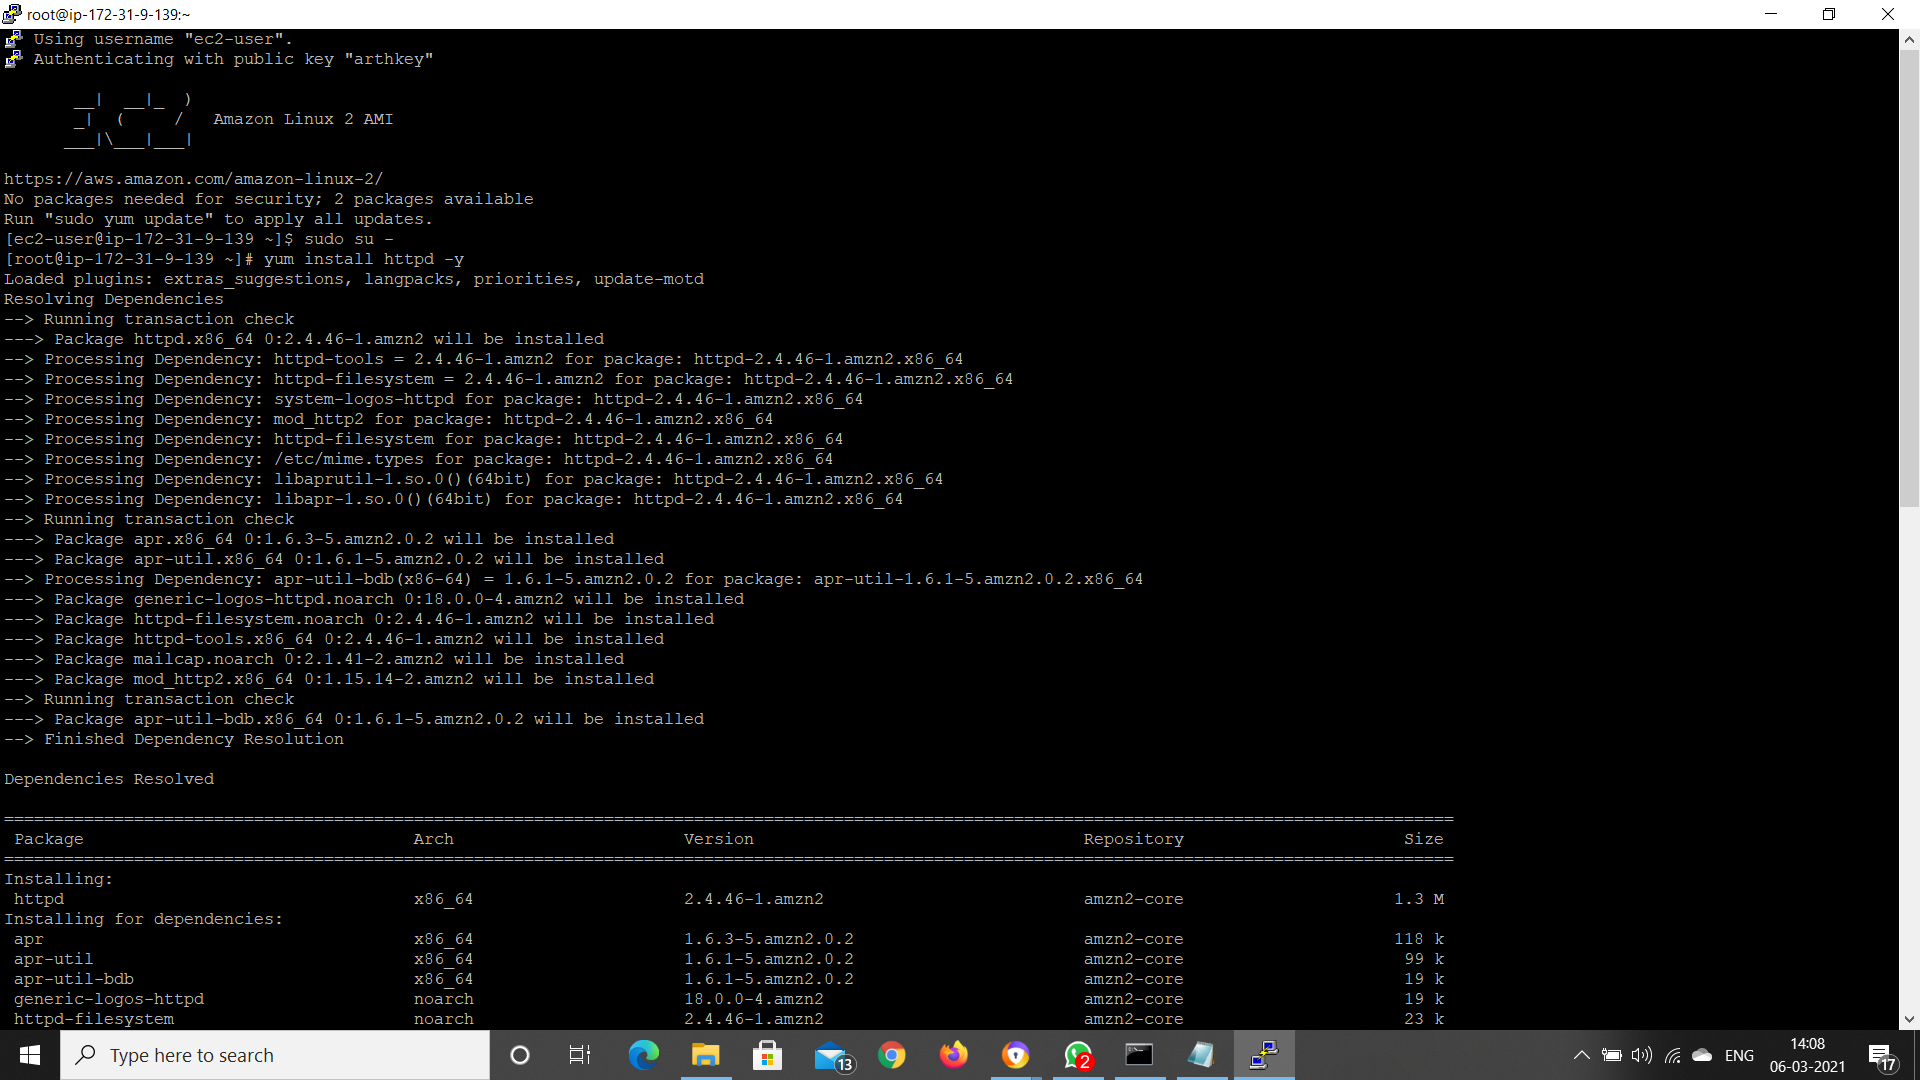 root@ip-172-31-9-139:~
Using username "ec2-user".
Authenticating with public key "arthkey"
       __|  __|_  )
       _|  (     /   Amazon Linux 2 AMI
      ___|\___|___|
https://aws.amazon.com/amazon-linux-2/
No packages needed for security; 2 packages available
Run "sudo yum update" to apply all updates.
[ec2-user@ip-172-31-9-139 ~]$ sudo su -
[root@ip-172-31-9-139 ~]# yum install httpd -y
Loaded plugins: extras_suggestions, langpacks, priorities, update-motd
Resolving Dependencies
--> Running transaction check
---> Package httpd.x86_64 0:2.4.46-1.amzn2 will be installed
--> Processing Dependency: httpd-tools = 2.4.46-1.amzn2 for package: httpd-2.4.46-1.amzn2.x86_64
--> Processing Dependency: httpd-filesystem = 2.4.46-1.amzn2 for package: httpd-2.4.46-1.amzn2.x86_64
--> Processing Dependency: system-logos-httpd for package: httpd-2.4.46-1.amzn2.x86_64
--> Processing Dependency: mod_http2 for package: httpd-2.4.46-1.amzn2.x86_64
--> Processing Dependency: httpd-filesystem for package: httpd-2.4.46-1.amzn2.x86_64
--> Processing Dependency: /etc/mime.types for package: httpd-2.4.46-1.amzn2.x86_64
--> Processing Dependency: libaprutil-1.so.0()(64bit) for package: httpd-2.4.46-1.amzn2.x86_64
--> Processing Dependency: libapr-1.so.0()(64bit) for package: httpd-2.4.46-1.amzn2.x86_64
--> Running transaction check
---> Package apr.x86_64 0:1.6.3-5.amzn2.0.2 will be installed
---> Package apr-util.x86_64 0:1.6.1-5.amzn2.0.2 will be installed
--> Processing Dependency: apr-util-bdb(x86-64) = 1.6.1-5.amzn2.0.2 for package: apr-util-1.6.1-5.amzn2.0.2.x86_64
---> Package generic-logos-httpd.noarch 0:18.0.0-4.amzn2 will be installed
---> Package httpd-filesystem.noarch 0:2.4.46-1.amzn2 will be installed
---> Package httpd-tools.x86_64 0:2.4.46-1.amzn2 will be installed
---> Package mailcap.noarch 0:2.1.41-2.amzn2 will be installed
---> Package mod_http2.x86_64 0:1.15.14-2.amzn2 will be installed
--> Running transaction check
---> Package apr-util-bdb.x86_64 0:1.6.1-5.amzn2.0.2 will be installed
--> Finished Dependency Resolution
Dependencies Resolved
Package Arch Version Repository Size
Installing:
httpd x86_64 2.4.46-1.amzn2 amzn2-core 1.3 M
Installing for dependencies:
apr x86_64 1.6.3-5.amzn2.0.2 amzn2-core 118 k
apr-util x86_64 1.6.1-5.amzn2.0.2 amzn2-core 99 k
apr-util-bdb x86_64 1.6.1-5.amzn2.0.2 amzn2-core 19 k
generic-logos-httpd noarch 18.0.0-4.amzn2 amzn2-core 19 k
httpd-filesystem noarch 2.4.46-1.amzn2 amzn2-core 23 k
Type here to search
13
2
ENG
14:08
06-03-2021
17